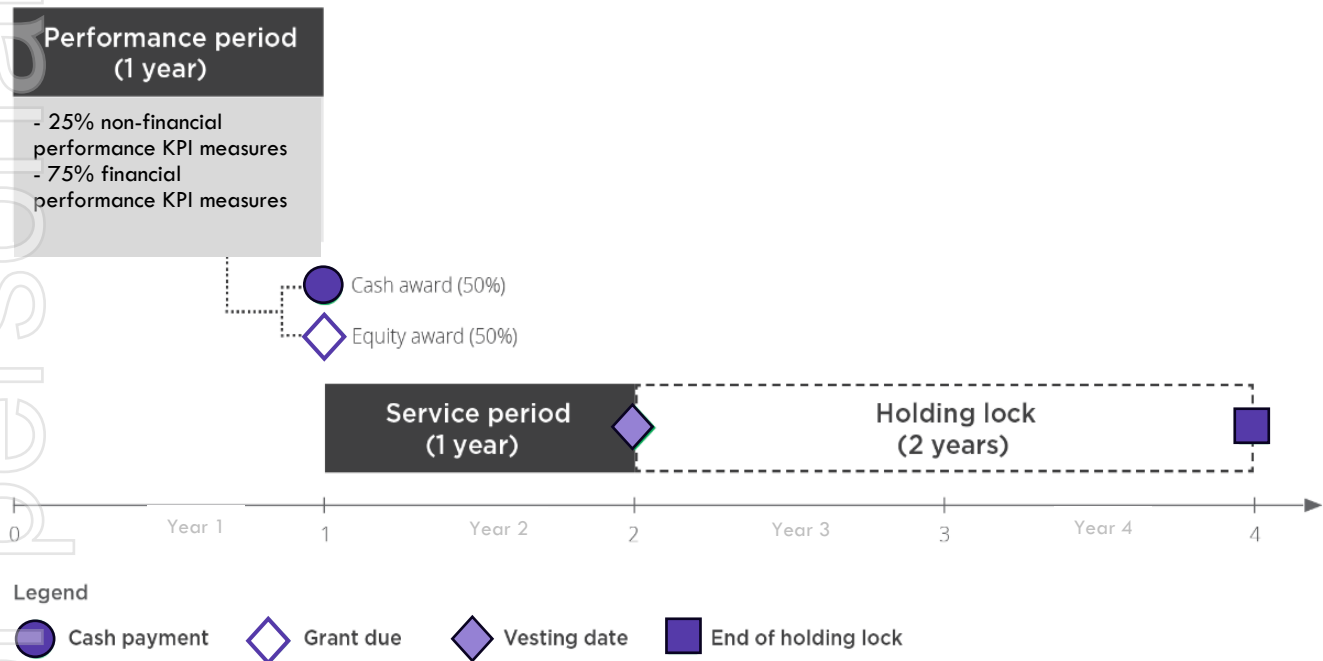 Performance period
(1 year)
- 25% non-financial
performance KPI measures
- 75% financial
performance KPI measures
Cash award (50%)
Equity award (50%)
Service period
(1 year)
Holding lock
(2 years)
0 Year 1 1 Year 2 2 Year 3 3 Year 4 4
Legend
Cash payment Grant due Vesting date End of holding lock